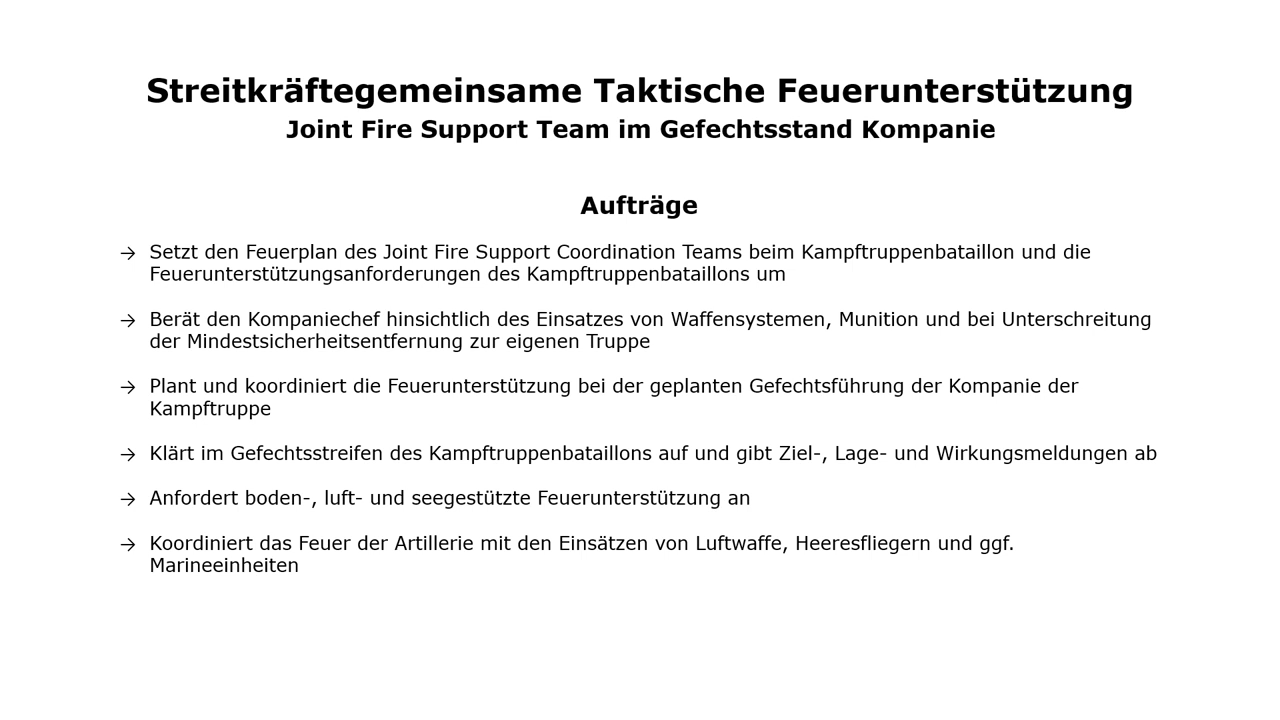 Streitkräftegemeinsame Taktische Feuerunterstützung
Joint Fire Support Team im Gefechtsstand Kompanie
Aufträge
→ Setzt den Feuerplan des Joint Fire Support Coordination Teams beim Kampftruppenbataillon und die
Feuerunterstützungsanforderungen des Kampftruppenbataillons um
→ Berät den Kompaniechef hinsichtlich des Einsatzes von Waffensystemen, Munition und bei Unterschreitung
der Mindestsicherheitsentfernung zur eigenen Truppe
→ Plant und koordiniert die Feuerunterstützung bei der geplanten Gefechtsführung der Kompanie der
Kampftruppe
→ Klärt im Gefechtsstreifen des Kampftruppenbataillons auf und gibt Ziel-, Lage- und Wirkungsmeldungen ab
→ Anfordert boden-, luft- und seegestützte Feuerunterstützung an
→ Koordiniert das Feuer der Artillerie mit den Einsätzen von Luftwaffe, Heeresfliegern und ggf.
Marineeinheiten